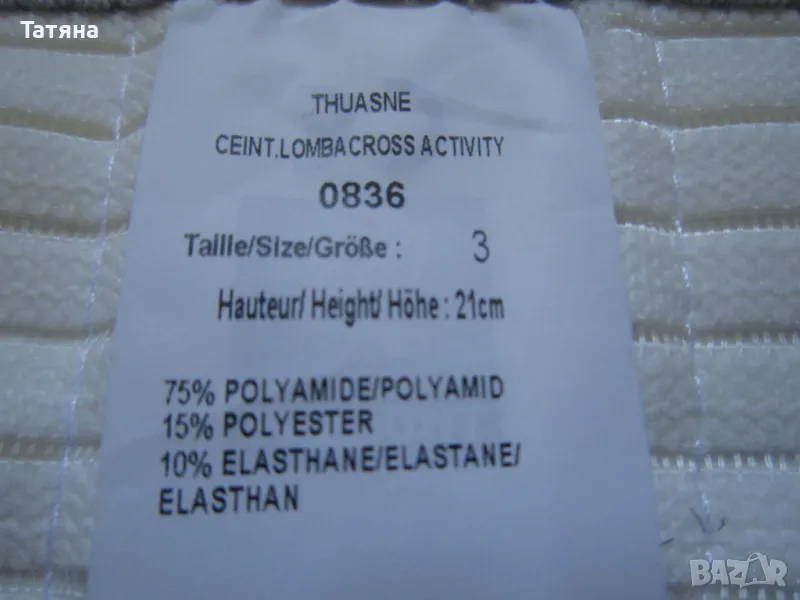 Татяна
THUASNE
CEINT.LOMBACROSS ACTIVITY
0836
Taille/Size/Größe : 3
Hauteur/ Height/ Höhe : 21cm
75% POLYAMIDE/POLYAMID
15% POLYESTER
10% ELASTHANE/ELASTANE/
ELASTHAN
BAZAR